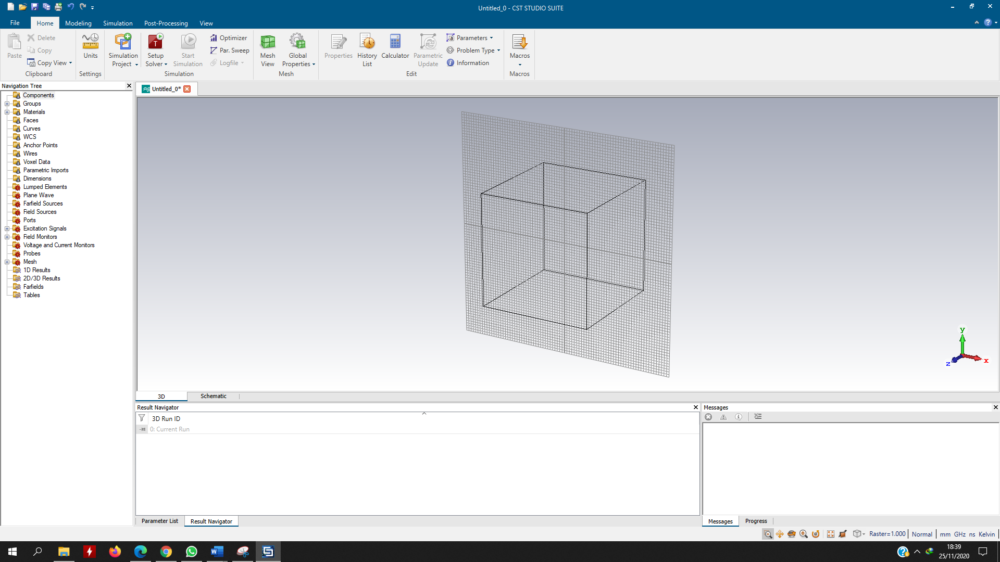 Untitled_0 - CST STUDIO SUITE
File Home Modeling Simulation Post-Processing View
Paste
Delete
Copy
Copy View
Clipboard
Units
Settings
Simulation
Project
Setup
Solver
Start
Simulation
Optimizer
Par. Sweep
Logfile
Simulation
Mesh
View
Global
Properties
Mesh
Properties
History
List
Calculator
Parametric
Update
Parameters
Problem Type
Information
Edit
Macros
Macros
Navigation Tree
Components
Groups
Materials
Faces
Curves
WCS
Anchor Points
Wires
Voxel Data
Parametric Imports
Dimensions
Lumped Elements
Plane Wave
Farfield Sources
Field Sources
Ports
Excitation Signals
Field Monitors
Voltage and Current Monitors
Probes
Mesh
1D Results
2D/3D Results
Farfields
Tables
Untitled_0*
y
x
z
3D Schematic
Result Navigator
3D Run ID
0: Current Run
Parameter List Result Navigator
Messages
Messages Progress
Raster=1.000 Normal mm GHz ns Kelvin
18:39
25/11/2020